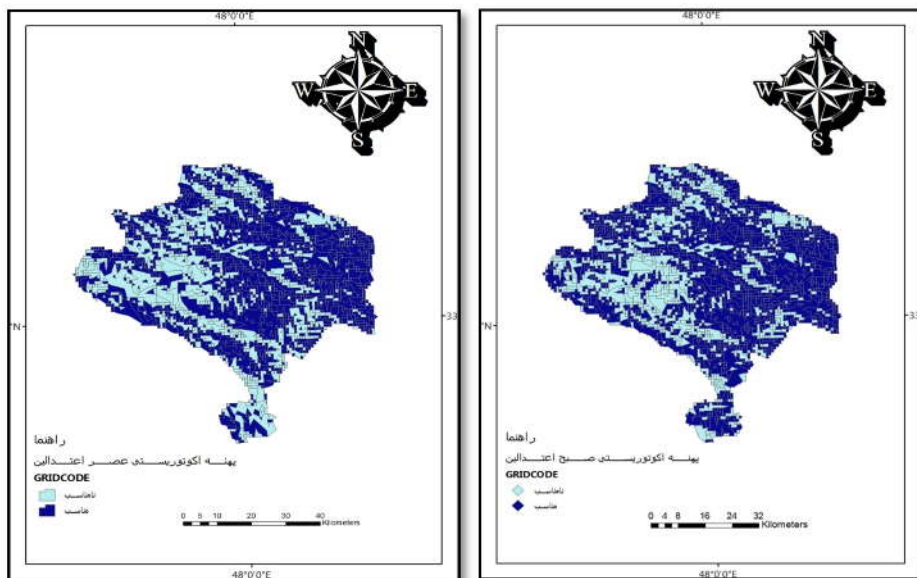 48°0'0"E
N
W E
S
33
"N
راهنما
پهنه اکوتوریستی عصر اعتدالین
GRIDCODE
نامناسب
مناسب
0 5 10 20 30 40
Kilometers
48°0'0"E
48°0'0"E
N
W E
S
33
"N
راهنما
پهنه اکوتوریستی صبح اعتدالین
GRIDCODE
نامناسب
مناسب
0 4 8 16 24 32
Kilometers
48°0'0"E